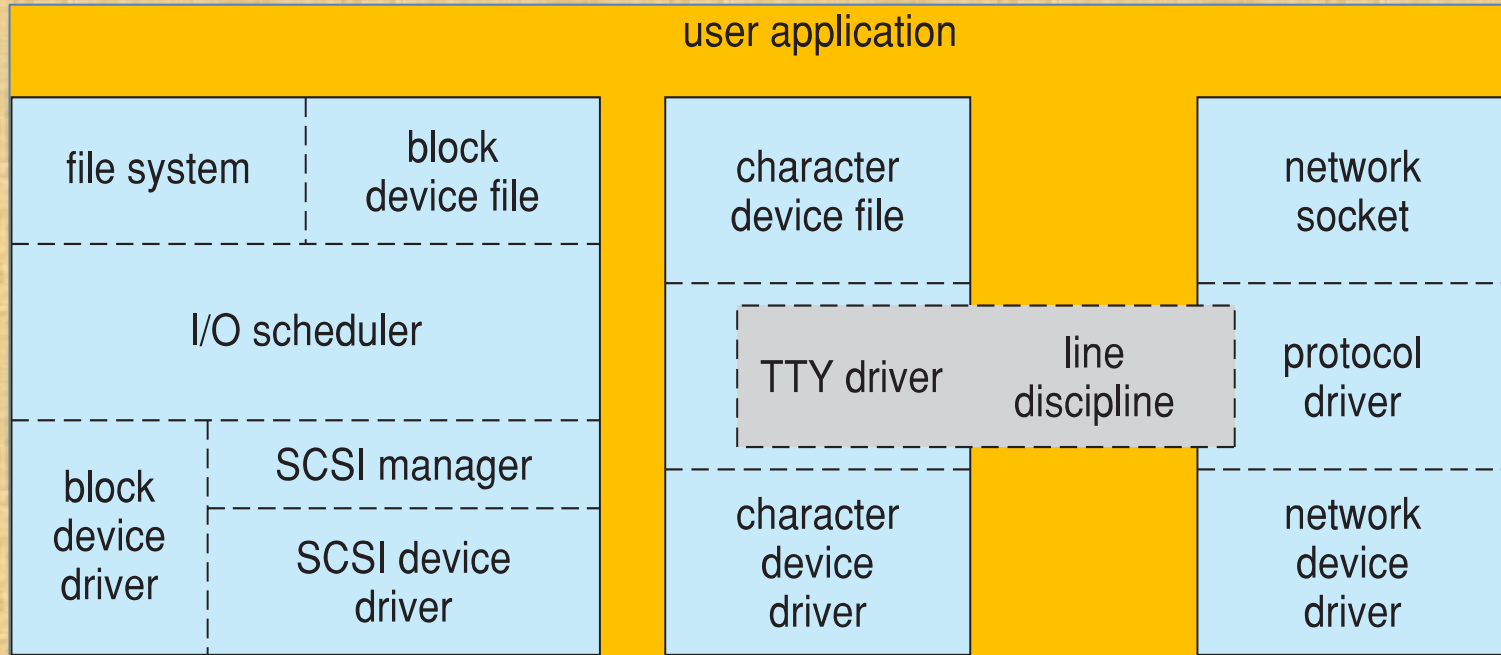 user application
file system
block
device file
I/O scheduler
block
device
driver
SCSI manager
SCSI device
driver
character
device file
TTY driver
line
discipline
character
device
driver
network
socket
protocol
driver
network
device
driver